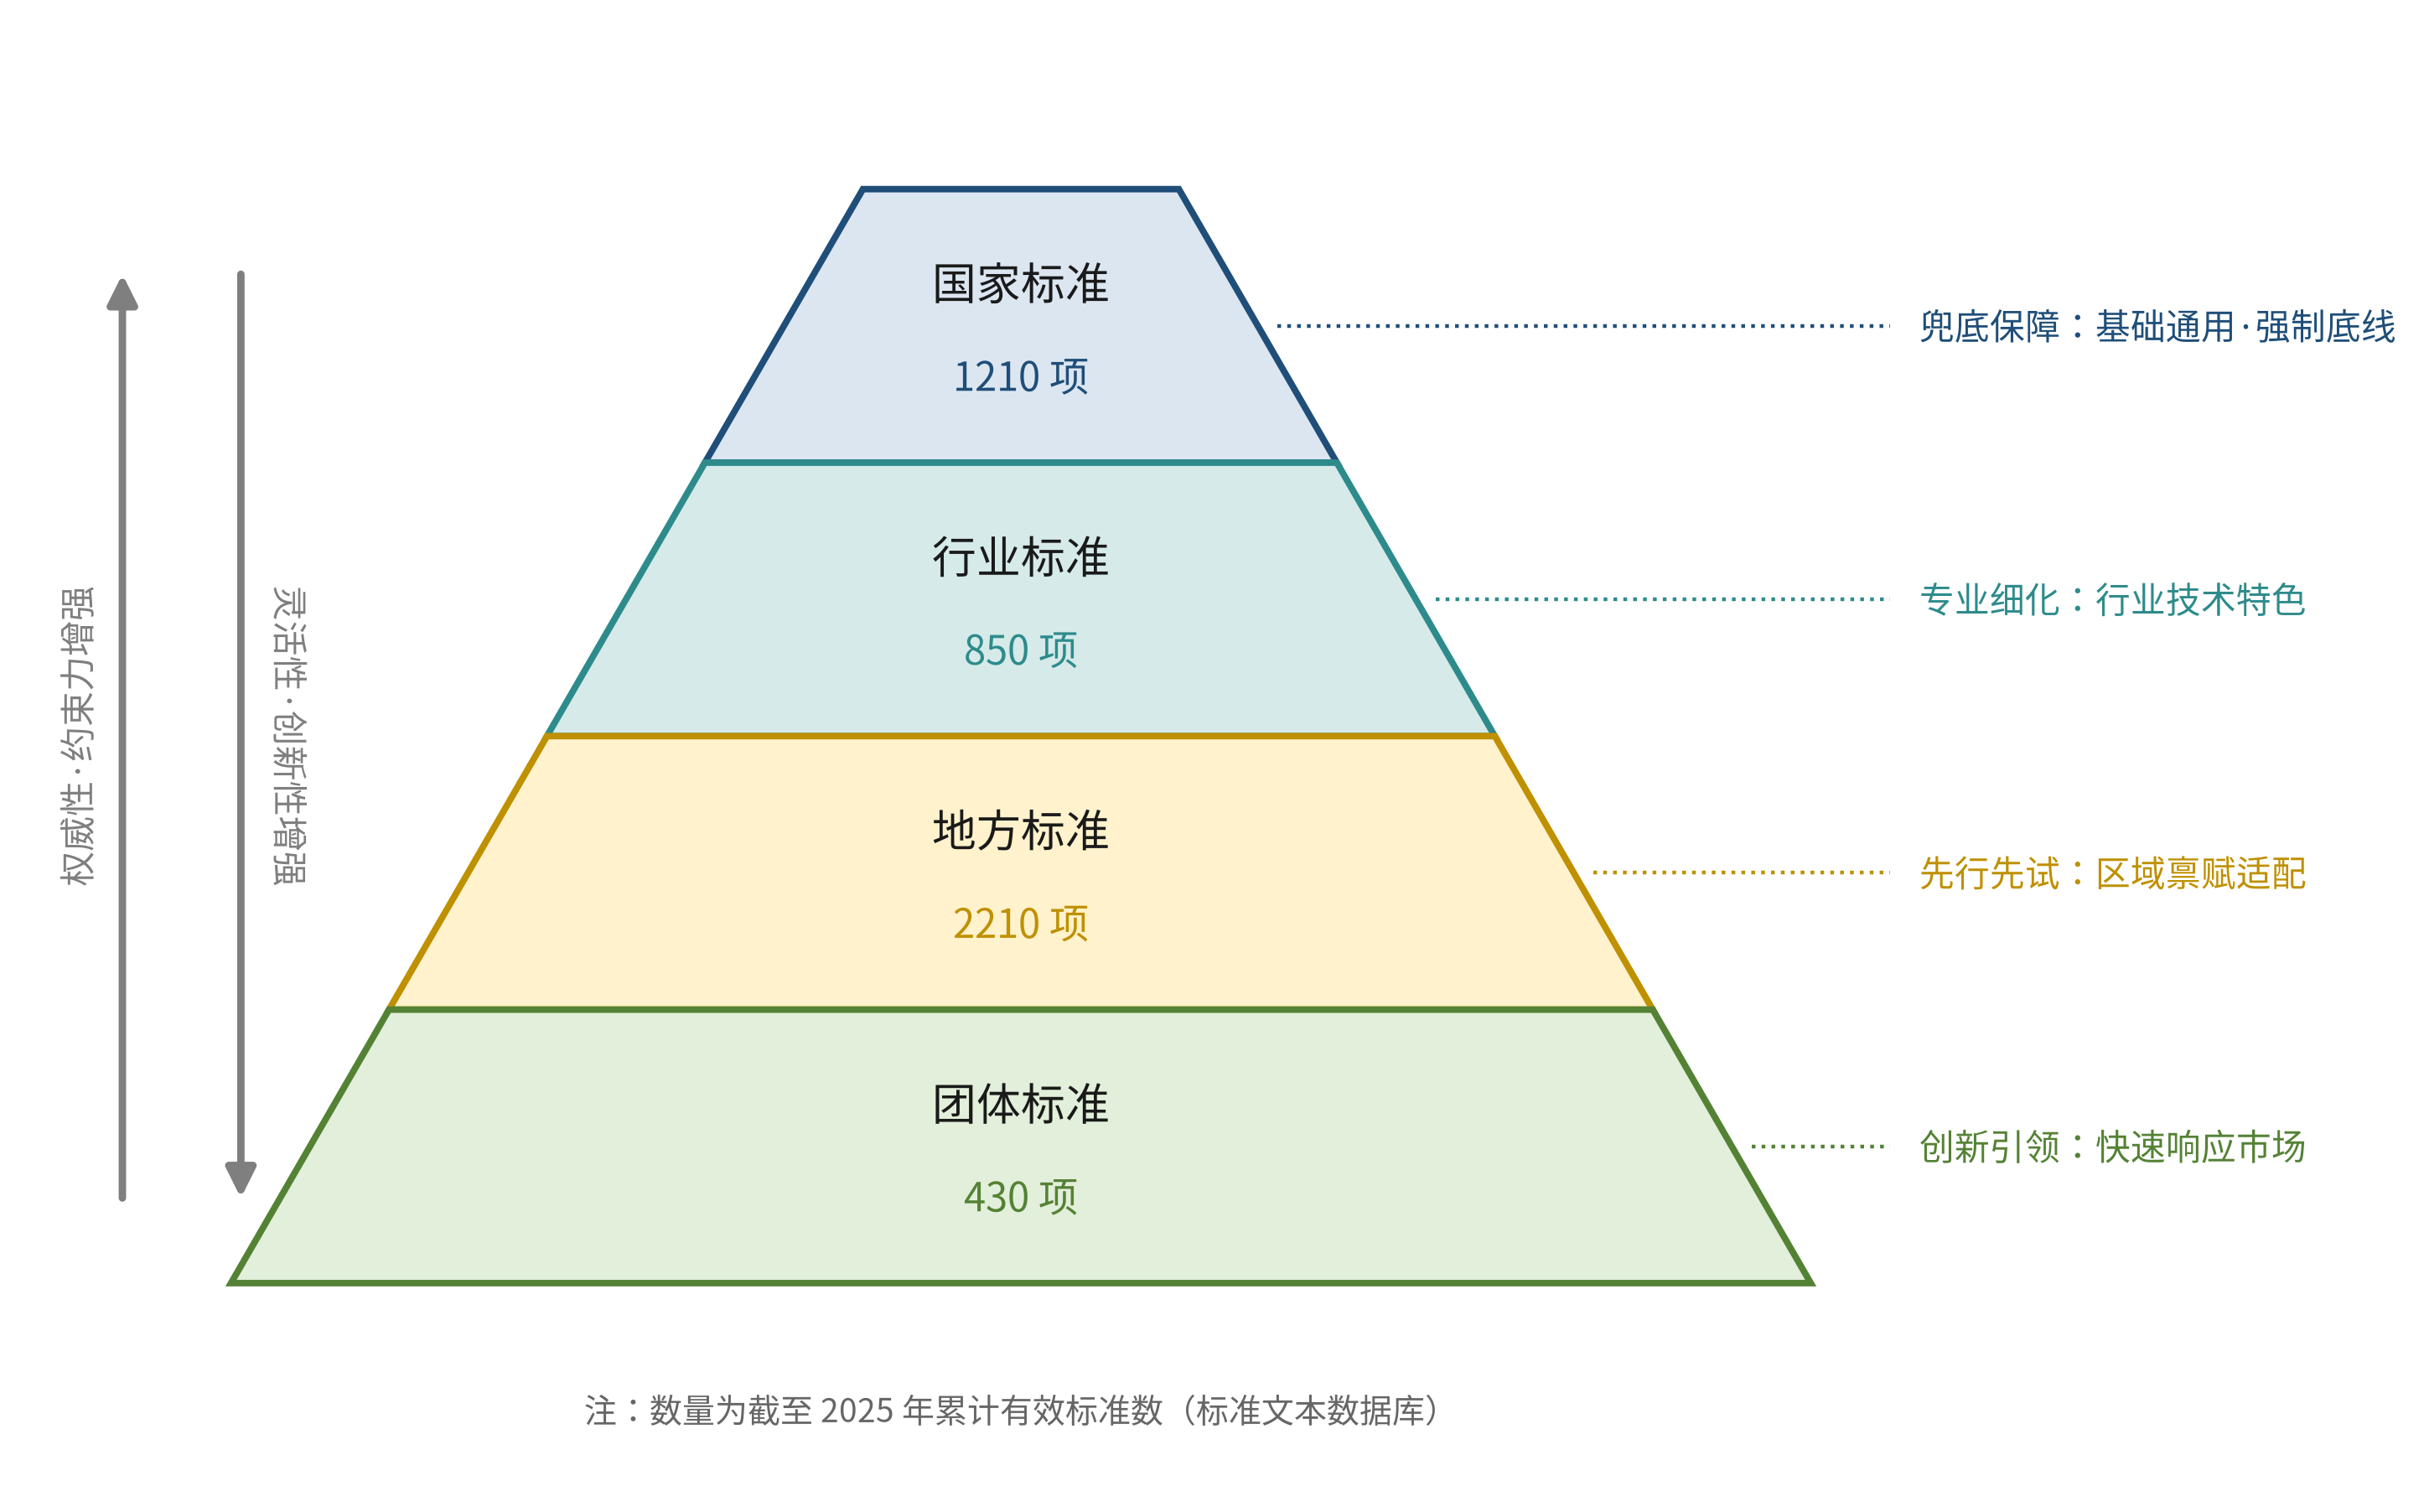 国家标准
1210 项
兜底保障：基础通用·强制底线
行业标准
850 项
专业细化：行业技术特色
权威性·约束力增强
灵活性·创新性增强
地方标准
2210 项
先行先试：区域禀赋适配
团体标准
430 项
创新引领：快速响应市场
注：数量为截至 2025 年累计有效标准数（标准文本数据库）